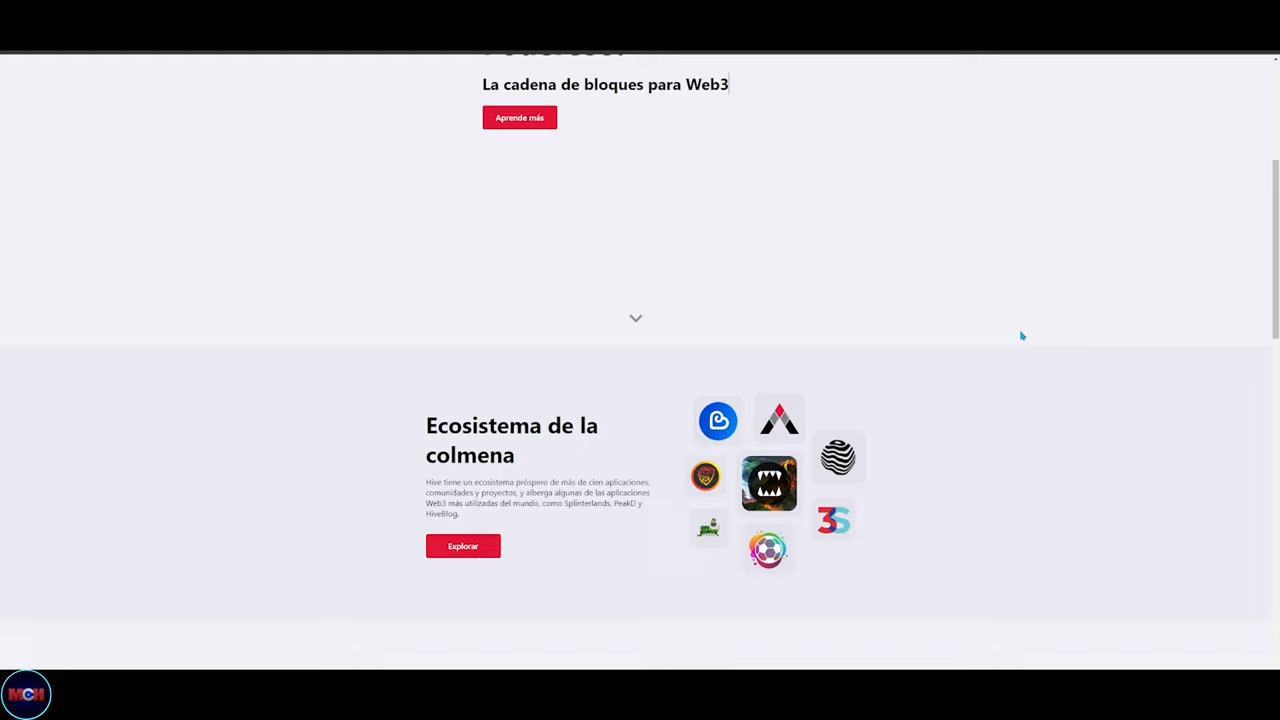 La cadena de bloques para Web3
Aprende más
Ecosistema de la
colmena
Hive tiene un ecosistema próspero de más de cien aplicaciones,
comunidades y proyectos, y alberga algunas de las aplicaciones
Web3 más utilizadas del mundo, como Splinterlands, PeakD y
HiveBlog.
Explorar
3S
MCH